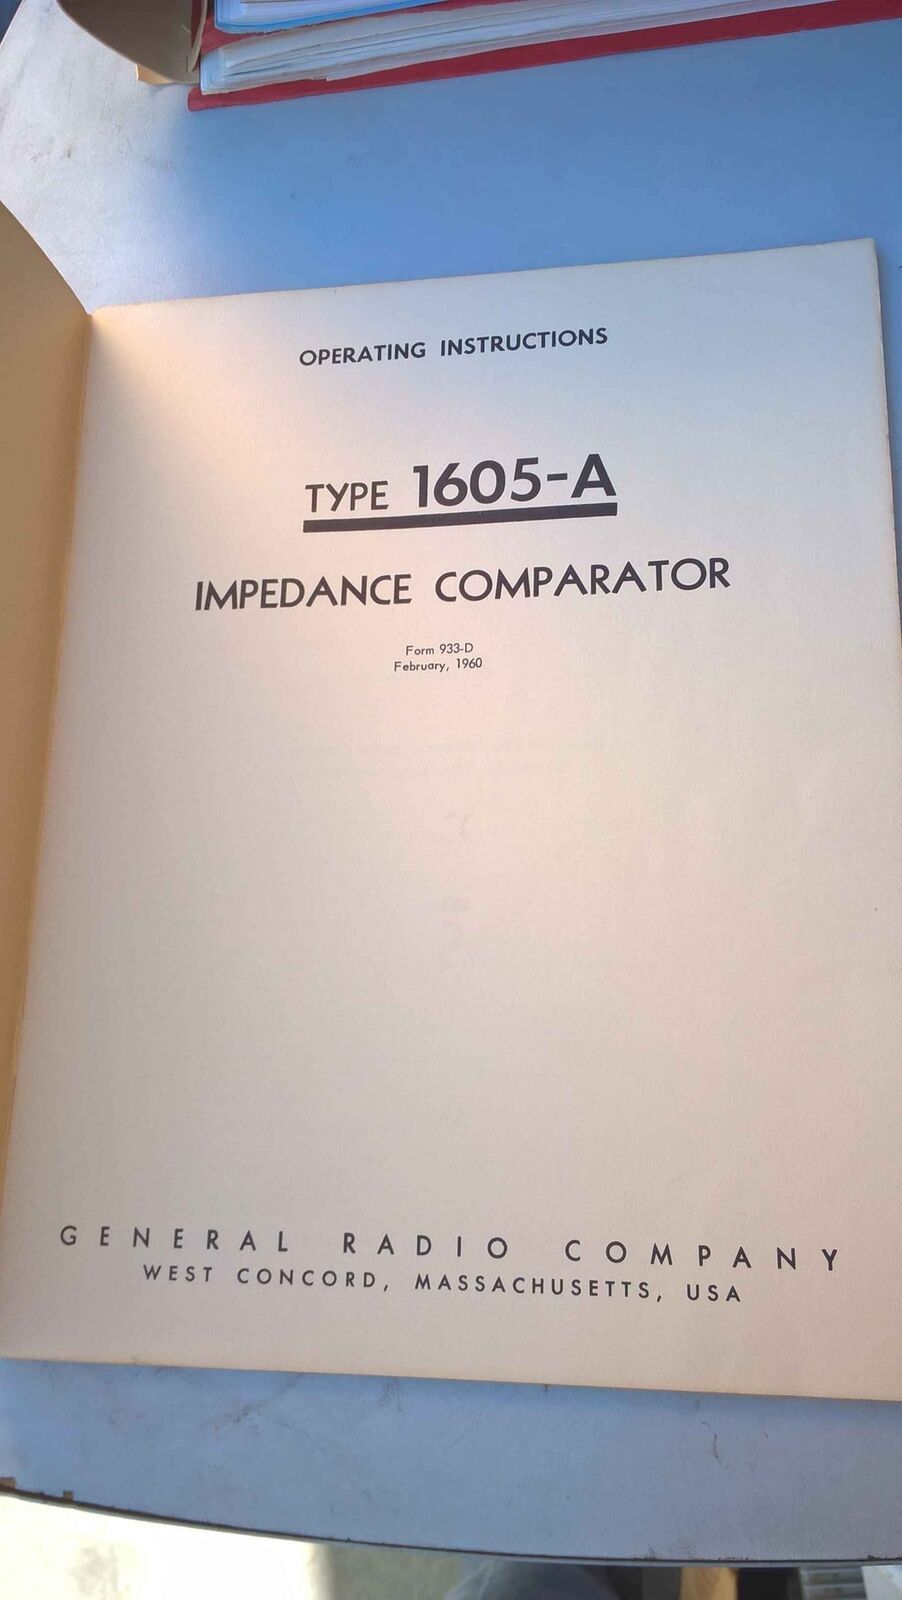 OPERATING INSTRUCTIONS
TYPE 1605-A
IMPEDANCE COMPARATOR
Form 933-D
February, 1960
GENERAL RADIO COMPANY
WEST CONCORD, MASSACHUSETTS, USA